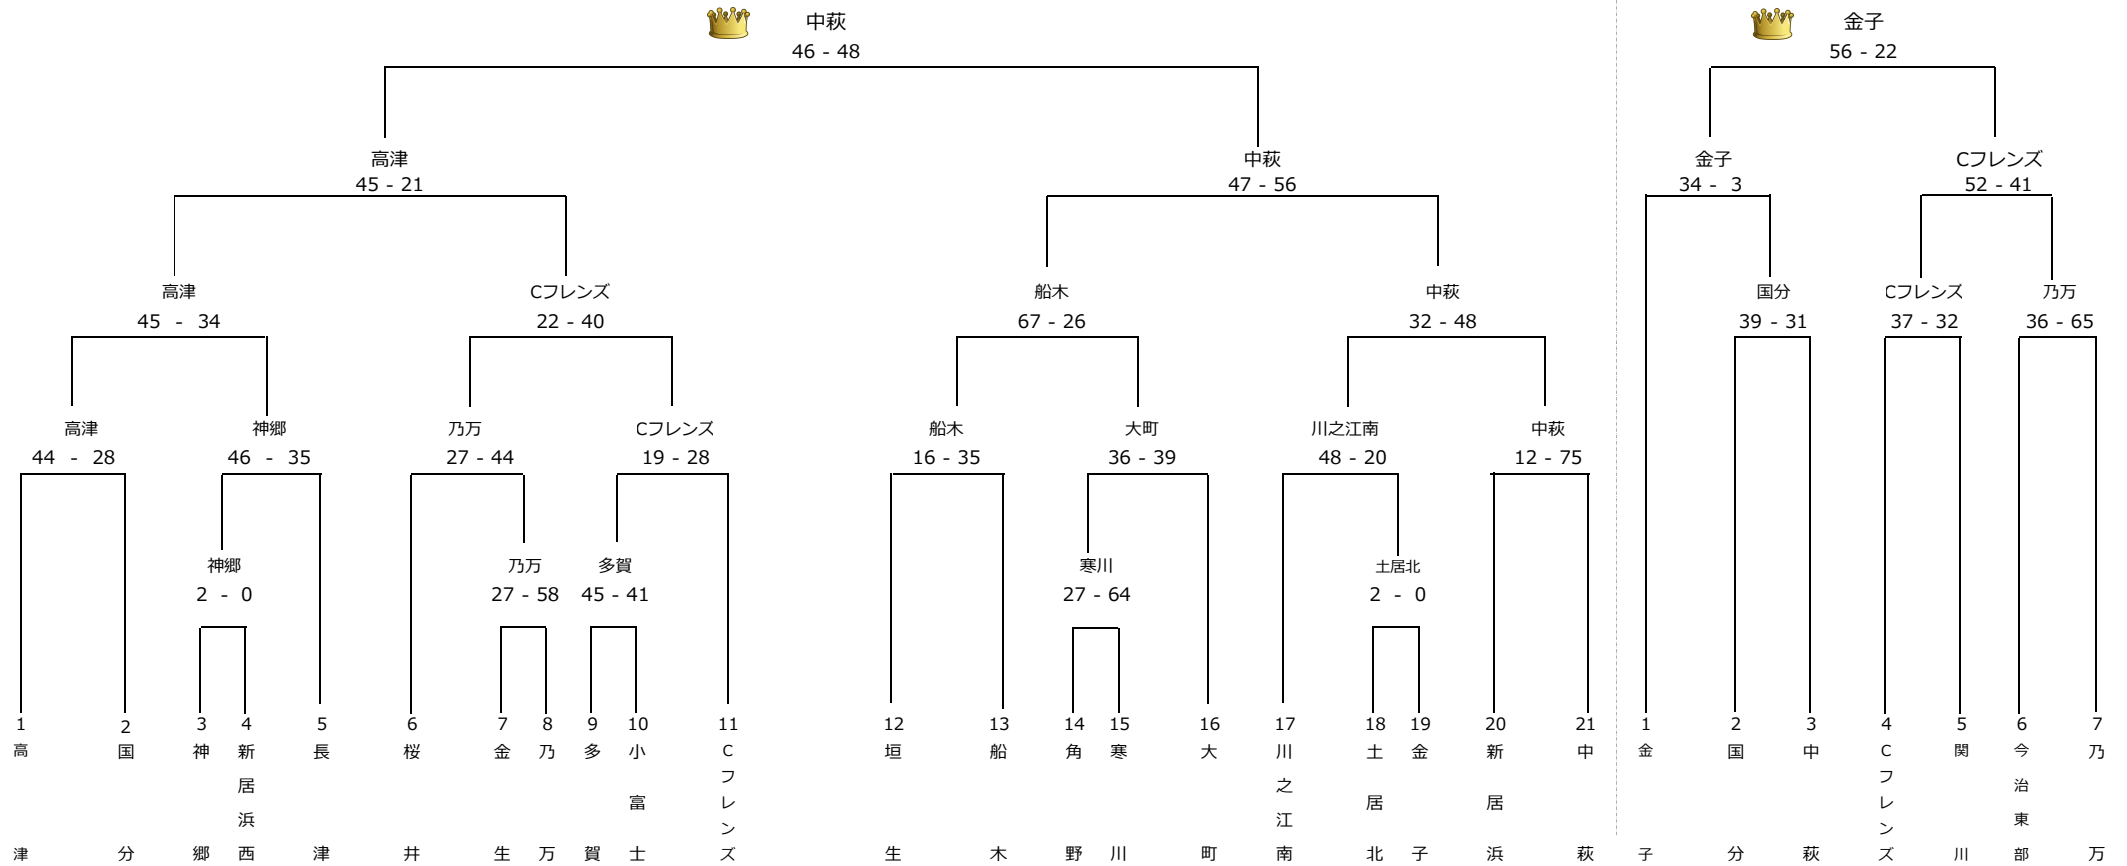 中萩 金子
46 - 48 56 - 22
高津 中萩 金子 Cフレンズ
45 - 21 47 - 56 34 - 3 52 - 41
高津 Cフレンズ 船木 中萩 国分 Cフレンズ 乃万
45 - 34 22 - 40 67 - 26 32 - 48 39 - 31 37 - 32 36 - 65
高津 神郷 乃万 Cフレンズ 船木 大町 川之江南 中萩
44 - 28 46 - 35 27 - 44 19 - 28 16 - 35 36 - 39 48 - 20 12 - 75
神郷 乃万 多賀 寒川 土居北
2 - 0 27 - 58 45 - 41 27 - 64 2 - 0
1 2 3 4 5 6 7 8 9 10 11 12 13 14 15 16 17 18 19 20 21 1 2 3 4 5 6 7
高津
国分
神郷
新居浜西
長津
桜井
金生
乃万
多賀
小富士
Cフレンズ
垣生
船木
角野
寒川
大町
川之江南
土居北
金子
新居浜
中萩
金子
国分
中萩
Cフレンズ
関川
今治東部
乃万